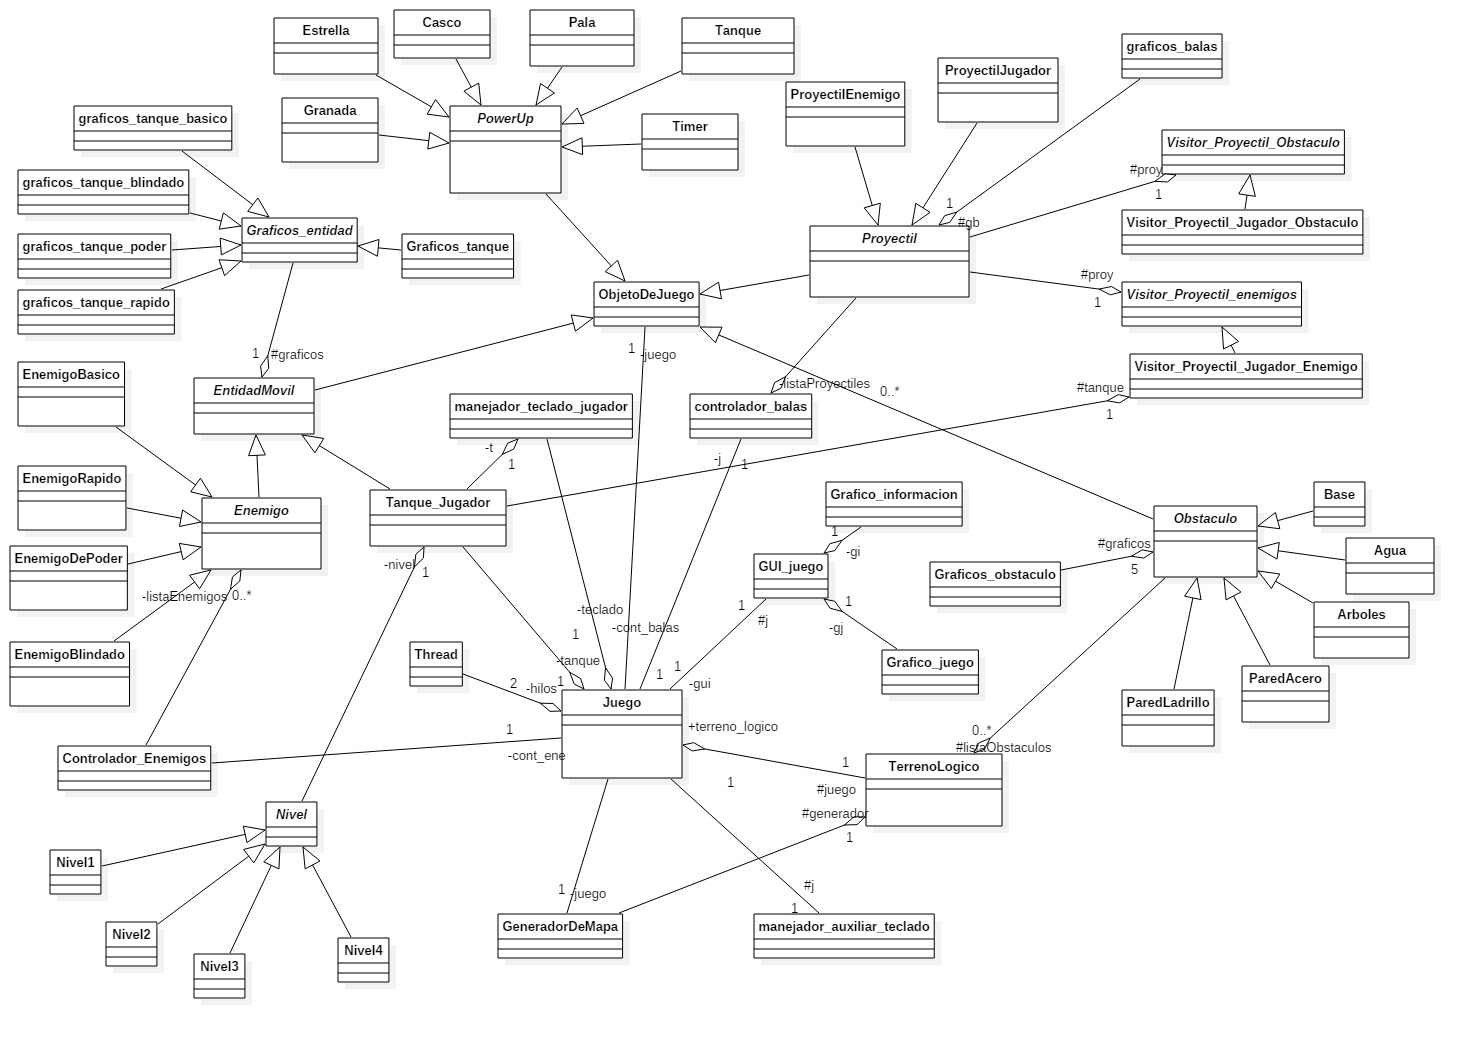 Estrella
Casco
Pala
Tanque
graficos_balas
ProyectilJugador
ProyectilEnemigo
Granada
PowerUp
Timer
graficos_tanque_basico
Visitor_Proyectil_Obstaculo
#proy
1
graficos_tanque_blindado
1
#gb
Visitor_Proyectil_Jugador_Obstaculo
Graficos_entidad
Proyectil
graficos_tanque_poder
Graficos_tanque
#proy
1
ObjetoDeJuego
Visitor_Proyectil_enemigos
graficos_tanque_rapido
1
#graficos
1
-juego
EnemigoBasico
Visitor_Proyectil_Jugador_Enemigo
EntidadMovil
-listaProyectiles
0..*
#tanque
1
manejador_teclado_jugador
controlador_balas
-t
1
-j
1
EnemigoRapido
Enemigo
Tanque_Jugador
Grafico_informacion
Base
Obstaculo
1
-gi
#graficos
5
Agua
EnemigoDePoder
-nivel
1
GUI_juego
Graficos_obstaculo
-listaEnemigos
0..*
-teclado
1
-cont_balas
1
#j
1
-gj
Arboles
EnemigoBlindado
Thread
-tanque
1
Grafico_juego
ParedAcero
2
-hilos
1
1
-gui
Juego
ParedLadrillo
1
-cont_ene
+terreno_logico
1
0..*
#listaObstaculos
Controlador_Enemigos
1
#juego
TerrenoLogico
Nivel
#generador
1
Nivel1
1
-juego
#j
1
Nivel2
GeneradorDeMapa
manejador_auxiliar_teclado
Nivel3
Nivel4